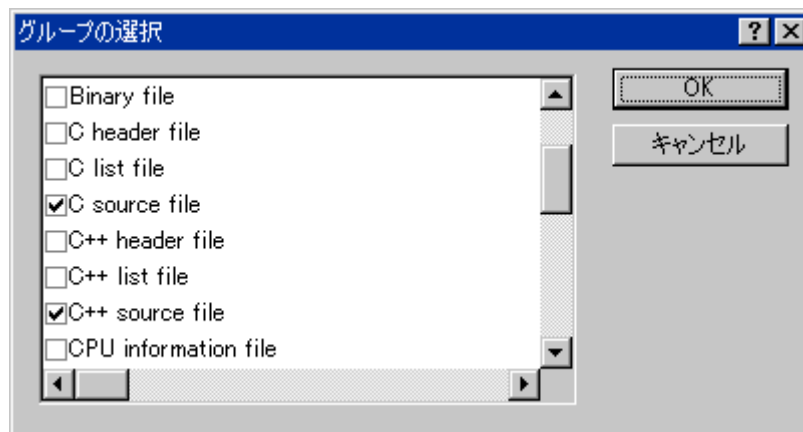 グループの選択
Binary file
C header file
C list file
C source file
C++ header file
C++ list file
C++ source file
CPU information file
OK
キャンセル